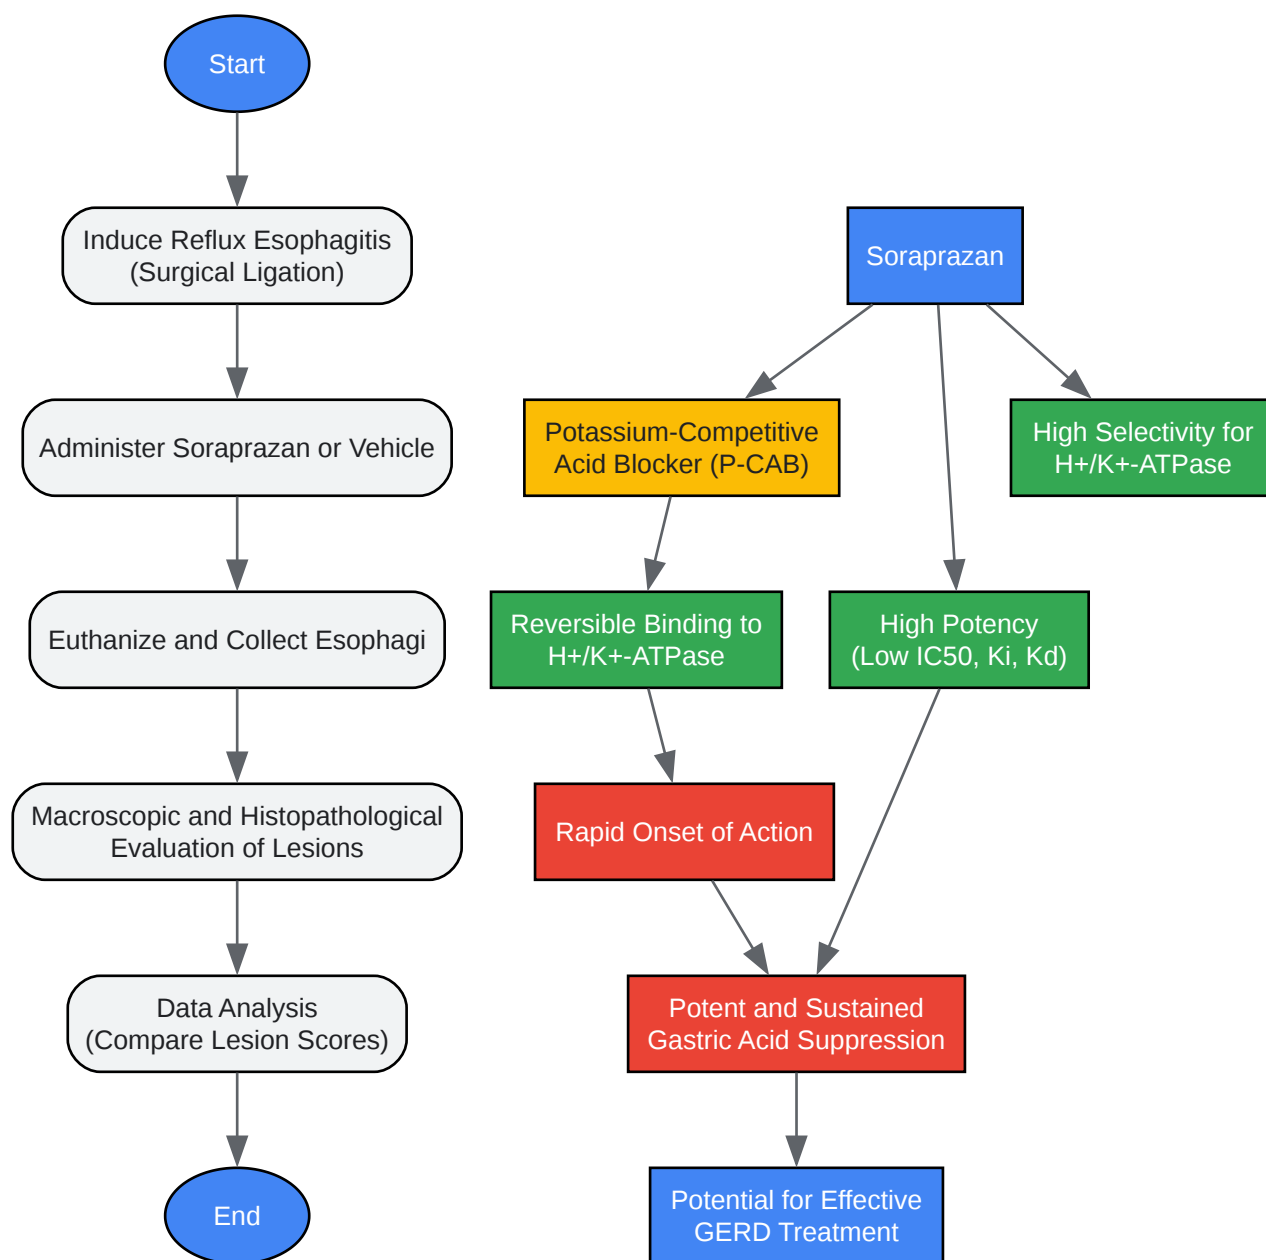 Start
Induce Reflux Esophagitis
(Surgical Ligation)
Administer Soraprazan or Vehicle
Euthanize and Collect Esophagi
Macroscopic and Histopathological
Evaluation of Lesions
Data Analysis
(Compare Lesion Scores)
End
Soraprazan
Potassium-Competitive
Acid Blocker (P-CAB)
High Selectivity for
H+/K+-ATPase
Reversible Binding to
H+/K+-ATPase
High Potency
(Low IC50, Ki, Kd)
Rapid Onset of Action
Potent and Sustained
Gastric Acid Suppression
Potential for Effective
GERD Treatment